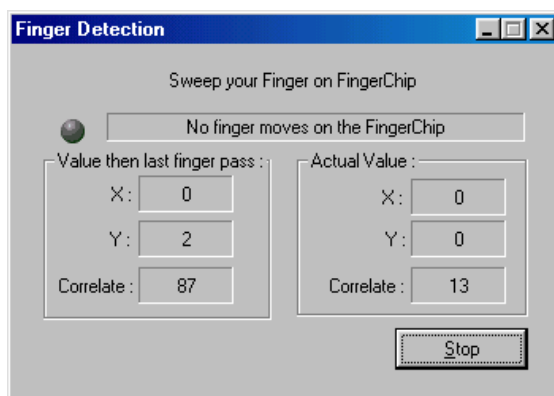 Finger Detection
Sweep your Finger on FingerChip
No finger moves on the FingerChip
Value then last finger pass :
X : 0
Y : 2
Correlate : 87
Actual Value :
X : 0
Y : 0
Correlate : 13
Stop